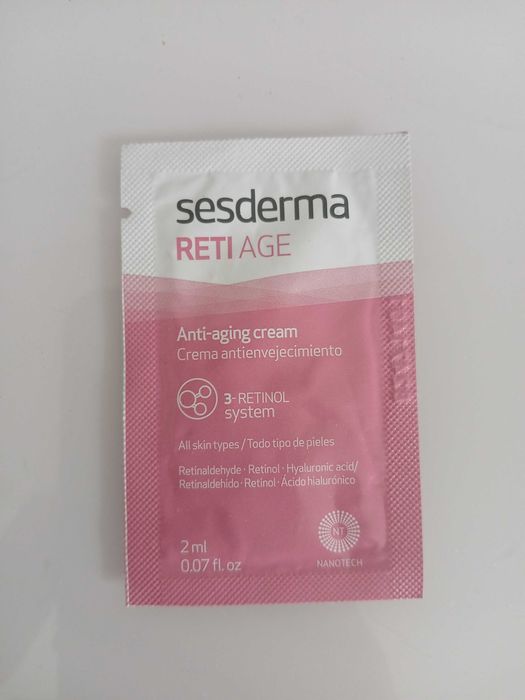 sesderma
RETI AGE
Anti-aging cream
Crema antienvejecimiento
3-RETINOL
system
All skin types / Todo tipo de pieles
Retinaldehyde · Retinol · Hyaluronic acid/
Retinaldehido · Retinol · Ácido hialurónico
2 ml
0.07 fl. oz
NT
NANOTECH